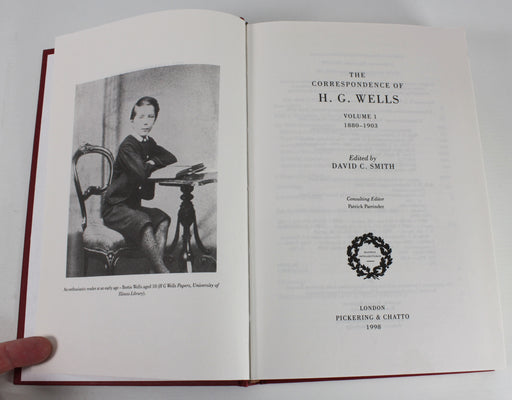 An enthusiastic reader at an early age – Bertie Wells aged 10 (H G Wells Papers, University of
Illinois Library).
THE
CORRESPONDENCE OF
H. G. WELLS
VOLUME 1
1880–1903
Edited by
DAVID C. SMITH
Consulting Editor
Patrick Parrinder
LONDON
PICKERING & CHATTO
1998